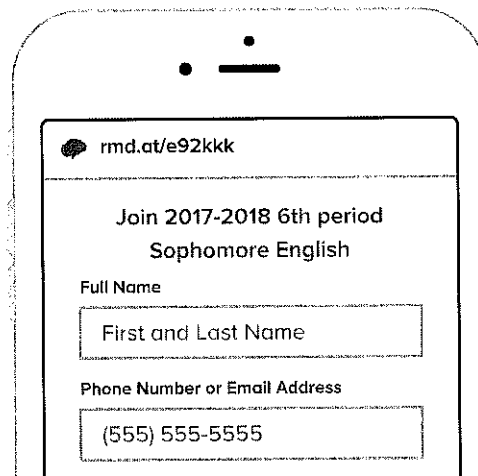 rmd.at/e92kkk
Join 2017-2018 6th period
Sophomore English
Full Name
First and Last Name
Phone Number or Email Address
(555) 555-5555